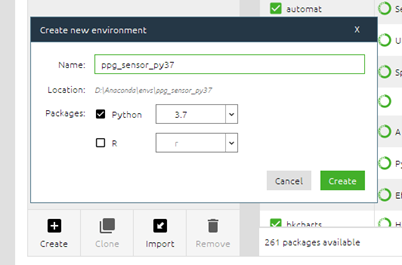 automat
Se
Create new environment
X
U
Name:
ppg_sensor_py37
Sp
Location:
D:\Anaconda\envs\ppg_sensor_py37
Packages:
Python
3.7
A
R
r
Py
Cancel
Create
bkcharts
H
Create
Clone
Import
Remove
261 packages available